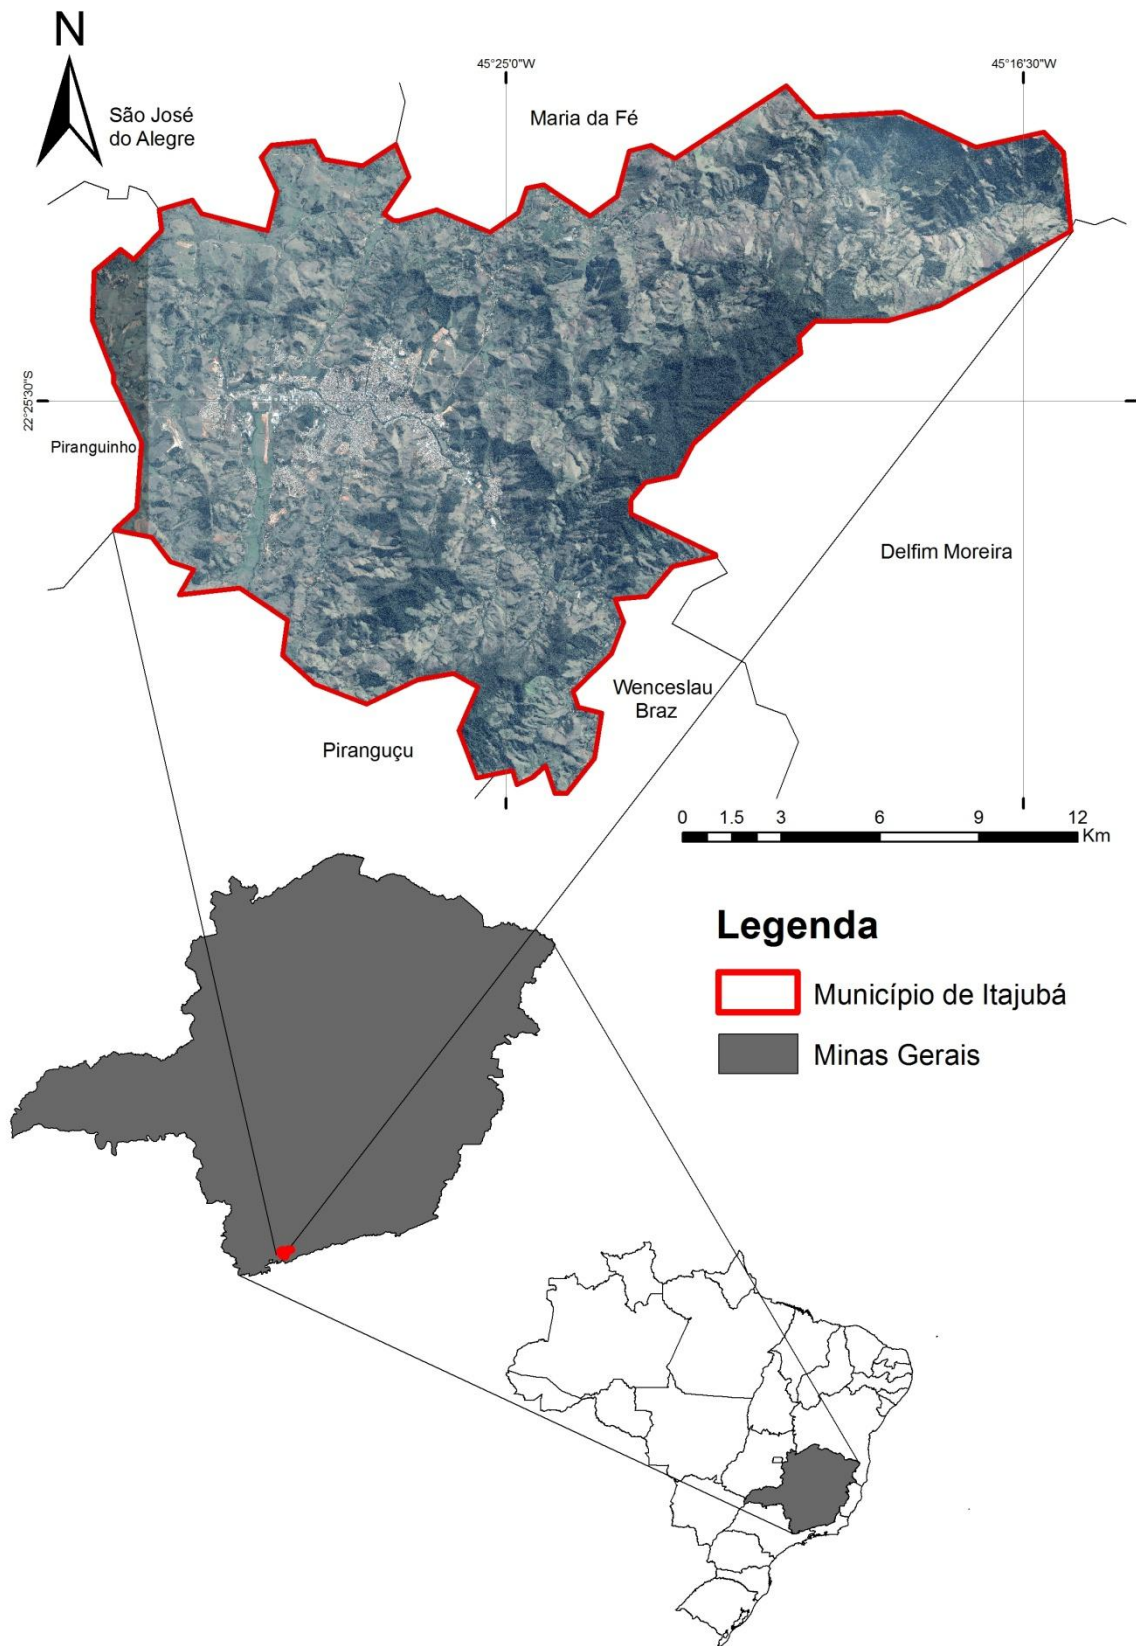 N
45°25'0"W
45°16'30"W
São José
do Alegre
Maria da Fé
22°25'30"S
Piranguinho
Delfim Moreira
Wenceslau
Braz
Piranguçu
0 1.5 3 6 9 12
Km
Legenda
Município de Itajubá
Minas Gerais